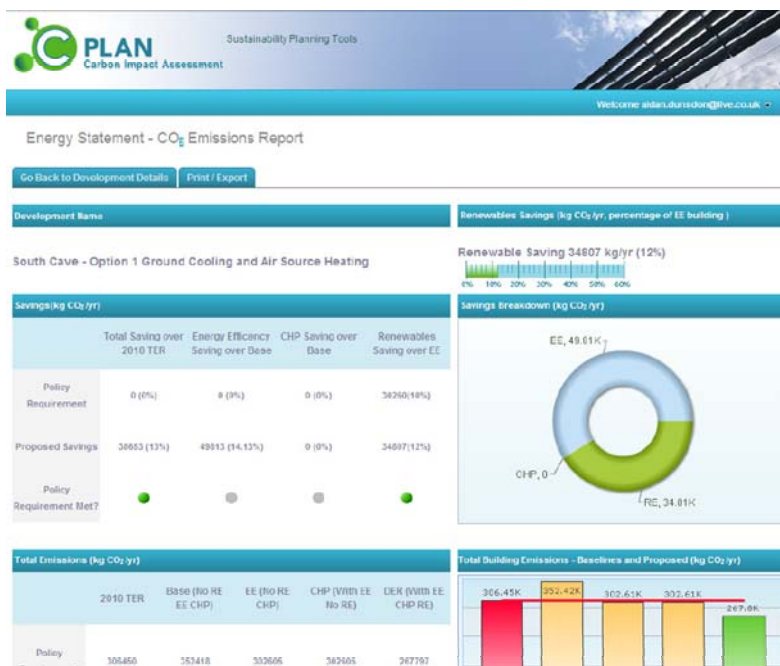 C PLAN
Carbon Impact Assessment
Sustainability Planning Tools
Welcome aidan.dunsdon@live.co.uk
Energy Statement - CO₂ Emissions Report
Go Back to Development Details
Print / Export
Development Name
South Cave - Option 1 Ground Cooling and Air Source Heating
Renewables Savings (kg CO₂/yr, percentage of EE building )
Renewable Saving 34807 kg/yr (12%)
0% 10% 20% 30% 40% 50% 60%
Savings(kg CO₂/yr)
Total Saving over 2010 TER
Energy Efficency Saving over Base
CHP Saving over Base
Renewables Saving over EE
Policy Requirement
0 (0%) 0 (0%) 0 (0%) 30260(10%)
Proposed Savings 38653 (13%) 49813 (14.13%) 0 (0%) 34807(12%)
Policy Requirement Met?
Savings Breakdown (kg CO₂/yr)
EE, 49.81K
CHP, 0
RE, 34.81K
Total Emissions (kg CO₂/yr)
2010 TER
Base (No RE EE CHP)
EE (No RE CHP)
CHP (With EE No RE)
DER (With EE CHP RE)
Policy
306450 352418 302605 302605 267797
Total Building Emissions - Baselines and Proposed (kg CO₂/yr)
306.45K 352.42K 302.61K 302.61K 267.8K